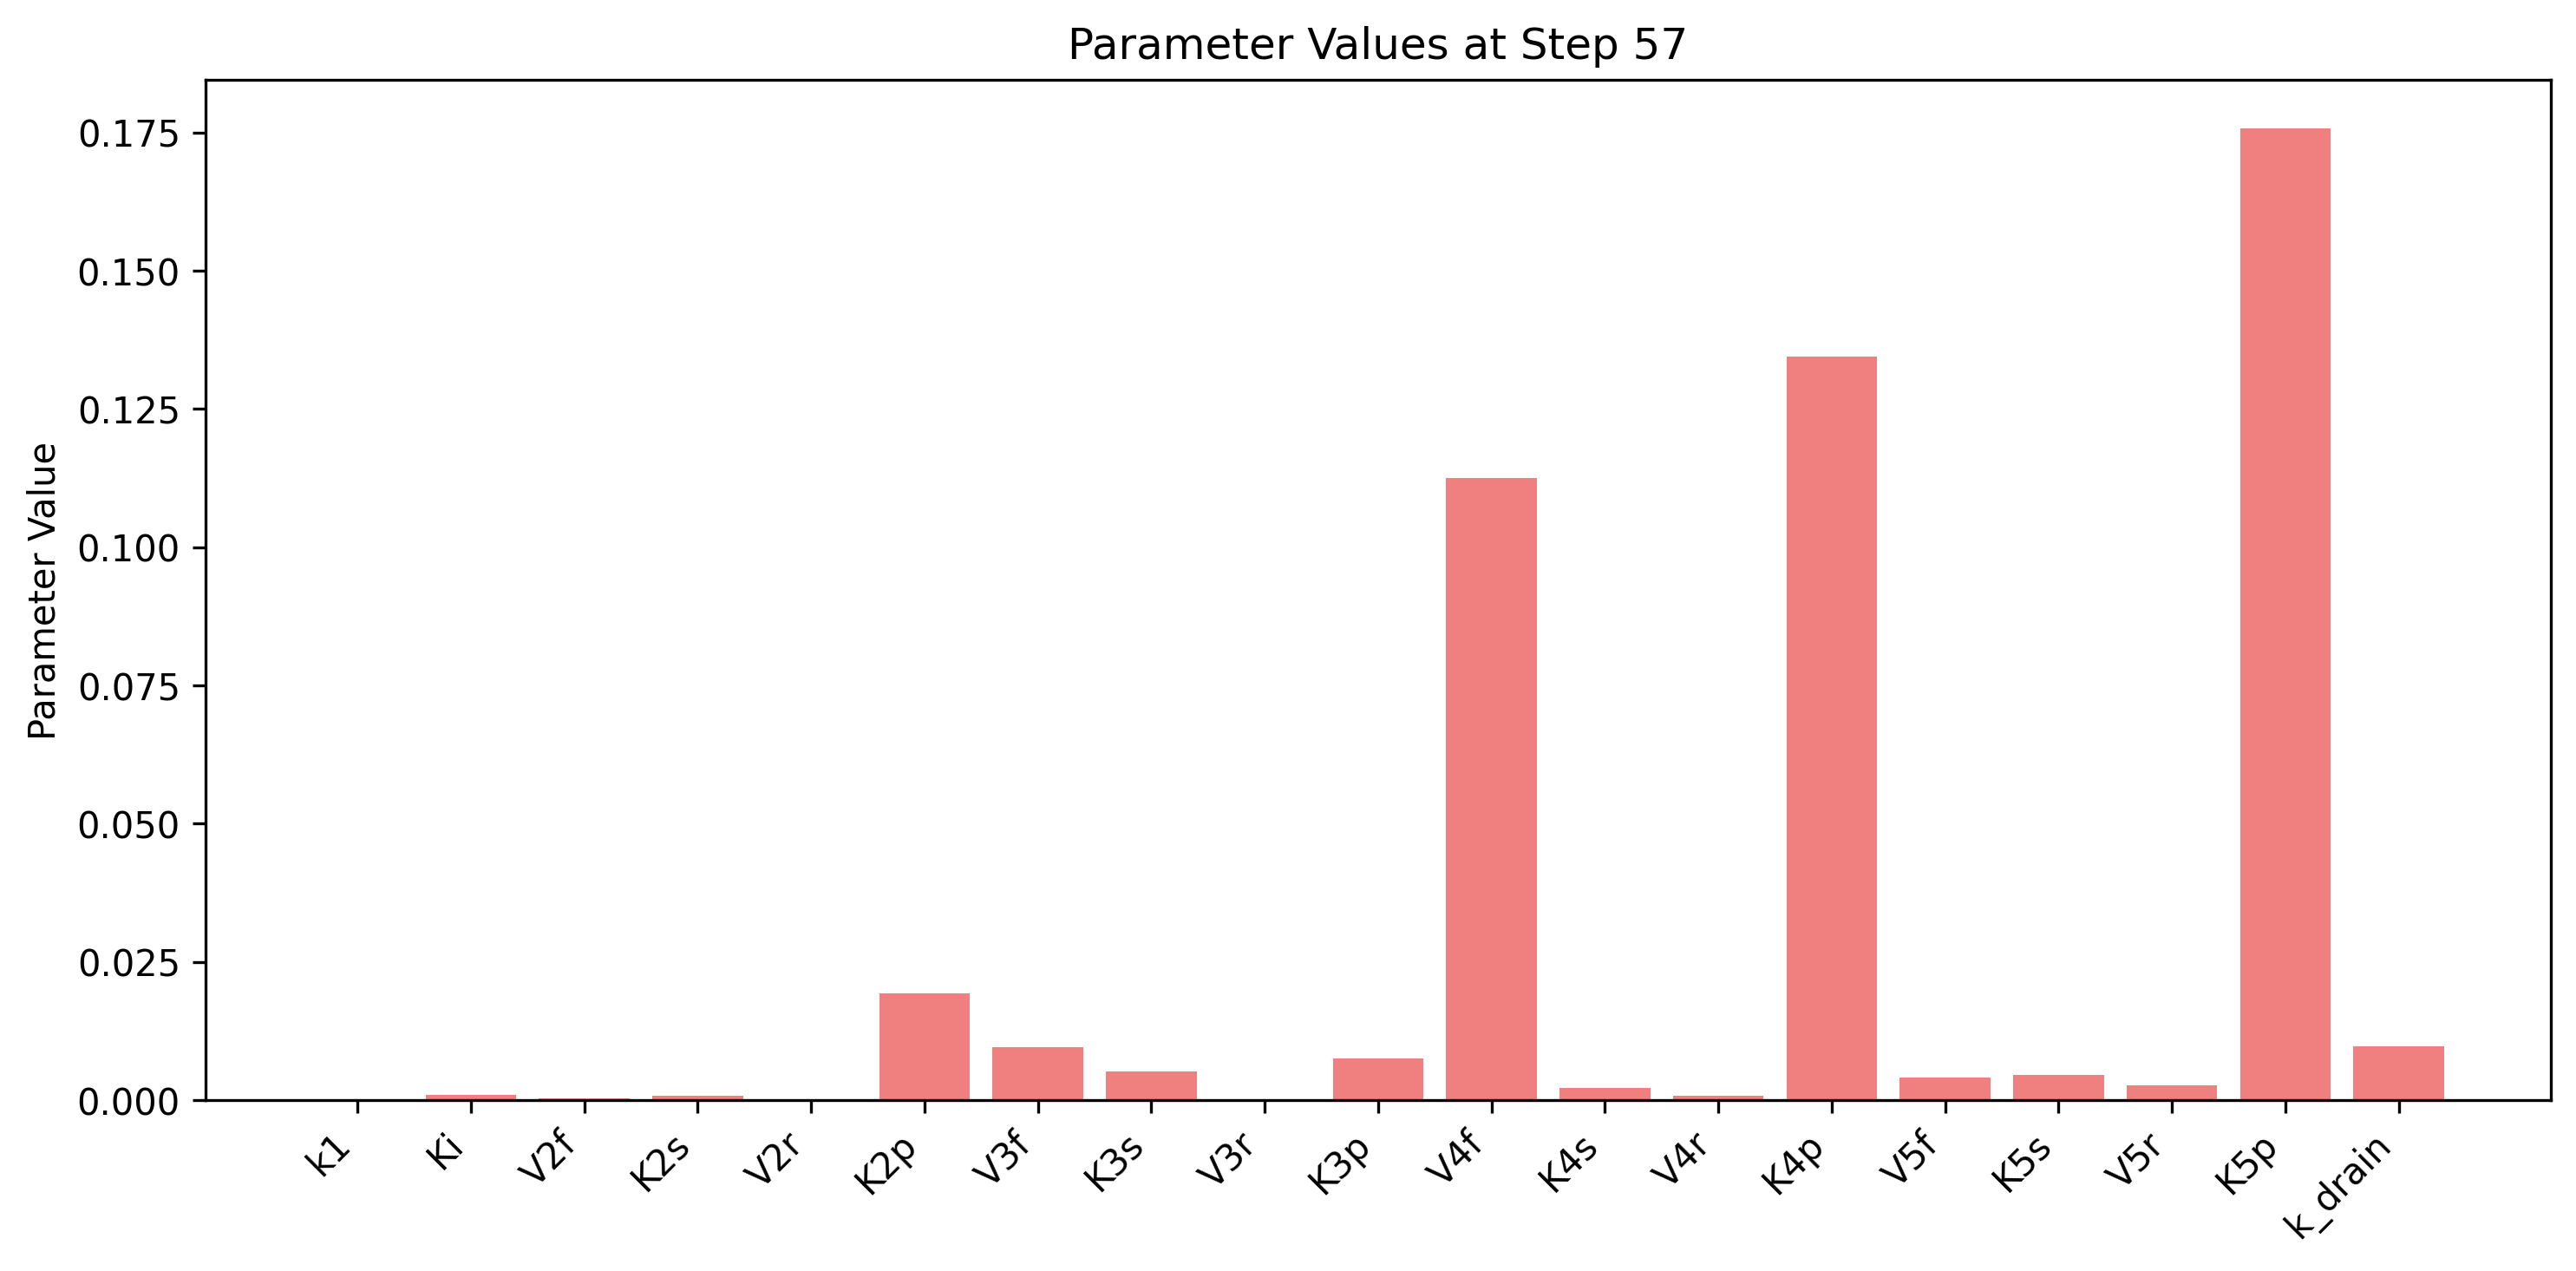 Parameter Values at Step 57
Parameter Value
0.175
0.150
0.125
0.100
0.075
0.050
0.025
0.000
k1
Ki
V2f
K2s
V2r
K2p
V3f
K3s
V3r
K3p
V4f
K4s
V4r
K4p
V5f
K5s
V5r
K5p
k_drain